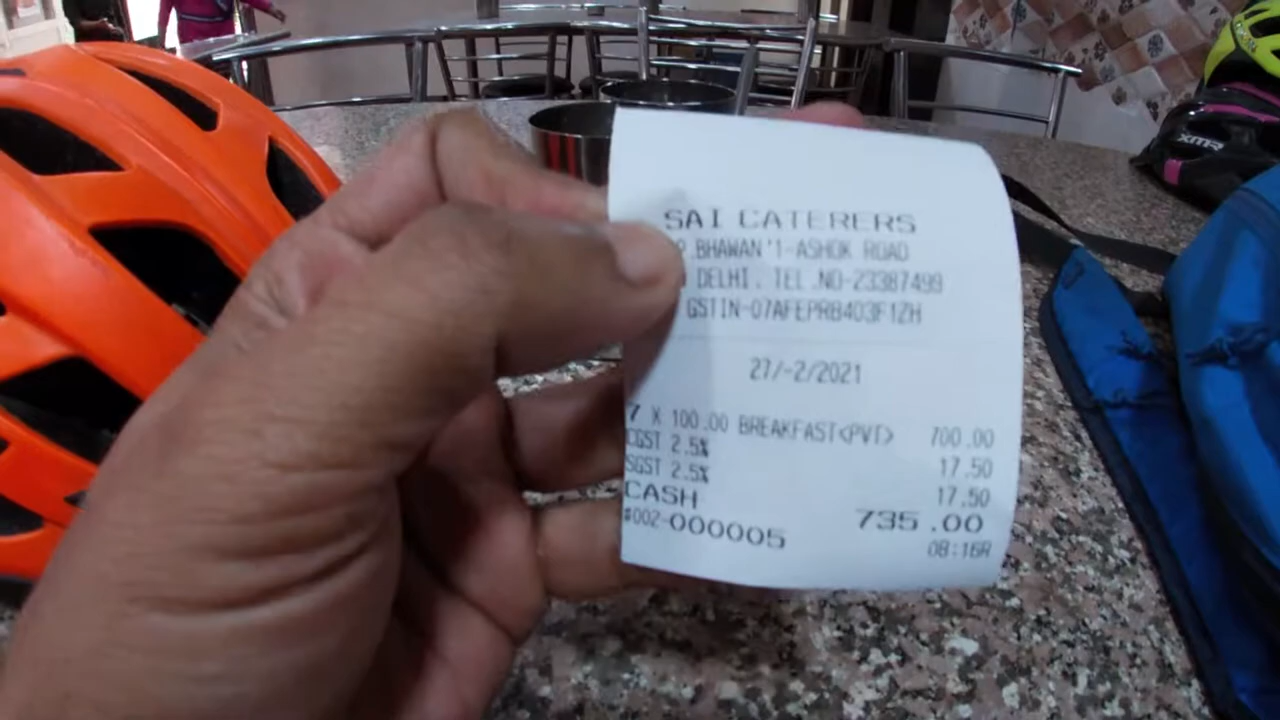 SAI CATERERS
P.BHAWAN'1-ASHOK ROAD
DELHI. TEL.NO-23387499
GSTIN-07AFEPR8403F1ZH
27/-2/2021
7 X 100.00 BREAKFAST<PVT> 700.00
CGST 2.5% 17.50
SGST 2.5% 17.50
CASH 735.00
#002-000005 08:16R
XMR